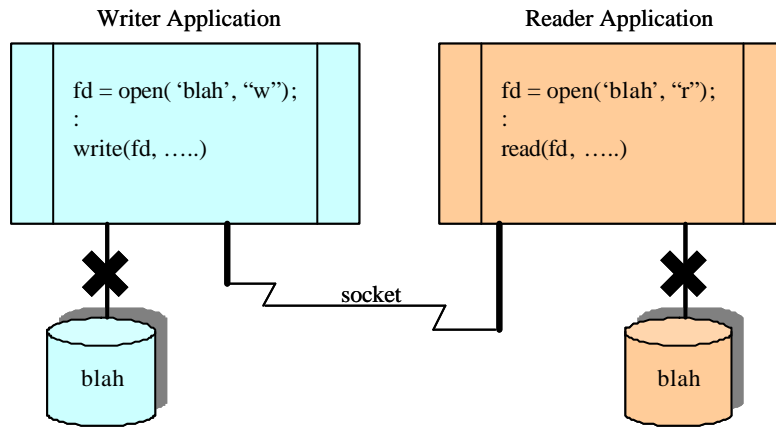 Writer Application
Reader Application
fd = open( ‘blah’, “w”);
:
write(fd, …..)
fd = open(‘blah’, “r”);
:
read(fd, …..)
socket
blah
blah